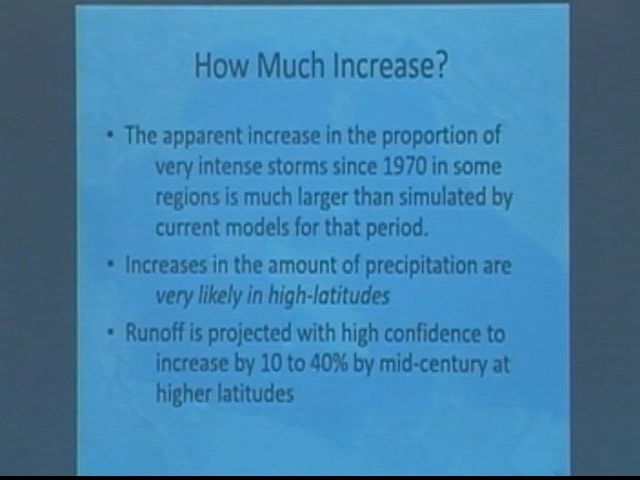 How Much Increase?
• The apparent increase in the proportion of
very intense storms since 1970 in some
regions is much larger than simulated by
current models for that period.
• Increases in the amount of precipitation are
very likely in high-latitudes
• Runoff is projected with high confidence to
increase by 10 to 40% by mid-century at
higher latitudes